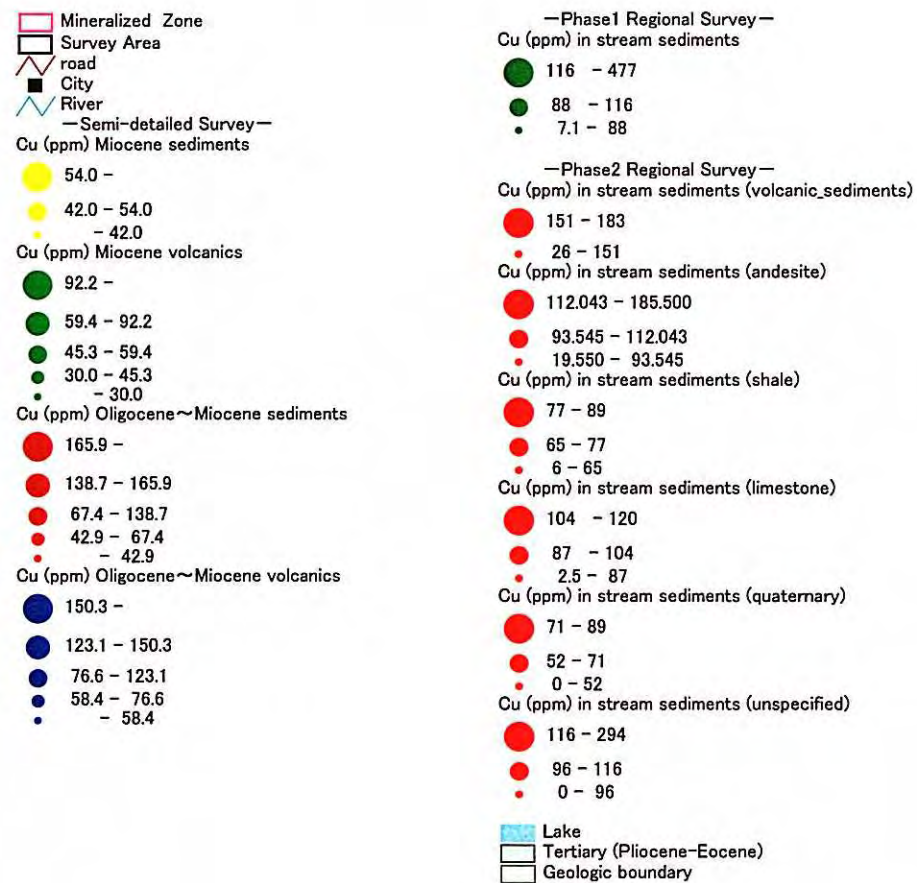 Mineralized Zone
Survey Area
road
City
River
—Semi-detailed Survey—
Cu (ppm) Miocene sediments
54.0 -
42.0 - 54.0
- 42.0
Cu (ppm) Miocene volcanics
92.2 -
59.4 - 92.2
45.3 - 59.4
30.0 - 45.3
- 30.0
Cu (ppm) Oligocene～Miocene sediments
165.9 -
138.7 - 165.9
67.4 - 138.7
42.9 - 67.4
- 42.9
Cu (ppm) Oligocene～Miocene volcanics
150.3 -
123.1 - 150.3
76.6 - 123.1
58.4 - 76.6
- 58.4
—Phase1 Regional Survey—
Cu (ppm) in stream sediments
116 - 477
88 - 116
7.1 - 88
—Phase2 Regional Survey—
Cu (ppm) in stream sediments (volcanic_sediments)
151 - 183
26 - 151
Cu (ppm) in stream sediments (andesite)
112.043 - 185.500
93.545 - 112.043
19.550 - 93.545
Cu (ppm) in stream sediments (shale)
77 - 89
65 - 77
6 - 65
Cu (ppm) in stream sediments (limestone)
104 - 120
87 - 104
2.5 - 87
Cu (ppm) in stream sediments (quaternary)
71 - 89
52 - 71
0 - 52
Cu (ppm) in stream sediments (unspecified)
116 - 294
96 - 116
0 - 96
Lake
Tertiary (Pliocene-Eocene)
Geologic boundary